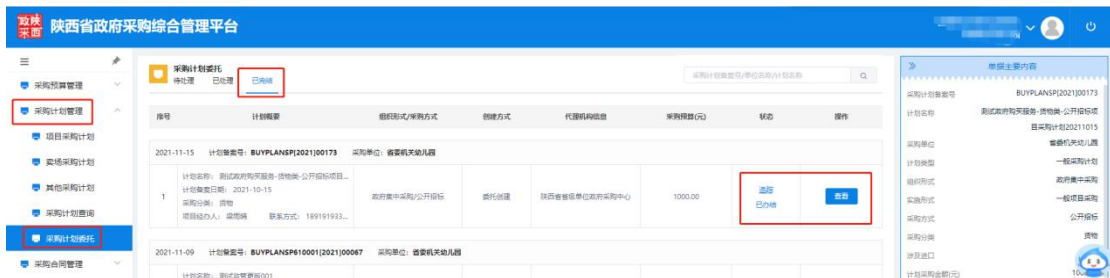 政陕
采西
陕西省政府采购综合管理平台
采购预算管理
采购计划管理
项目采购计划
卖场采购计划
其他采购计划
采购计划查询
采购计划委托
采购合同管理
采购计划委托
待处理 已处理 已完结
采购计划备案号/单位名称/计划名称
序号 计划概要 组织形式/采购方式 创建方式 代理机构信息 采购预算(元) 状态 操作
2021-11-15 计划备案号: BUYPLANSP[2021]00173 采购单位: 省委机关幼儿园
计划名称: 测试政府购买服务-货物类-公开招标项目...
计划备案日期: 2021-10-15
采购分类: 货物
项目经办人: 梁雨晴 联系方式: 189191933...
1 政府集中采购/公开招标 委托创建 陕西省省级单位政府采购中心 1000.00 追踪 已办结 查看
2021-11-09 计划备案号: BUYPLANSP610001[2021]00067 采购单位: 省委机关幼儿园
计划名称: 测试监管更新001
单据主要内容
采购计划备案号 BUYPLANSP[2021]00173
计划名称 测试政府购买服务-货物类-公开招标项
目采购计划20211015
采购单位 省委机关幼儿园
计划类型 一般采购计划
组织形式 政府集中采购
实施形式 一般项目采购
采购方式 公开招标
采购分类 货物
涉及进口
计划采购金额(元)